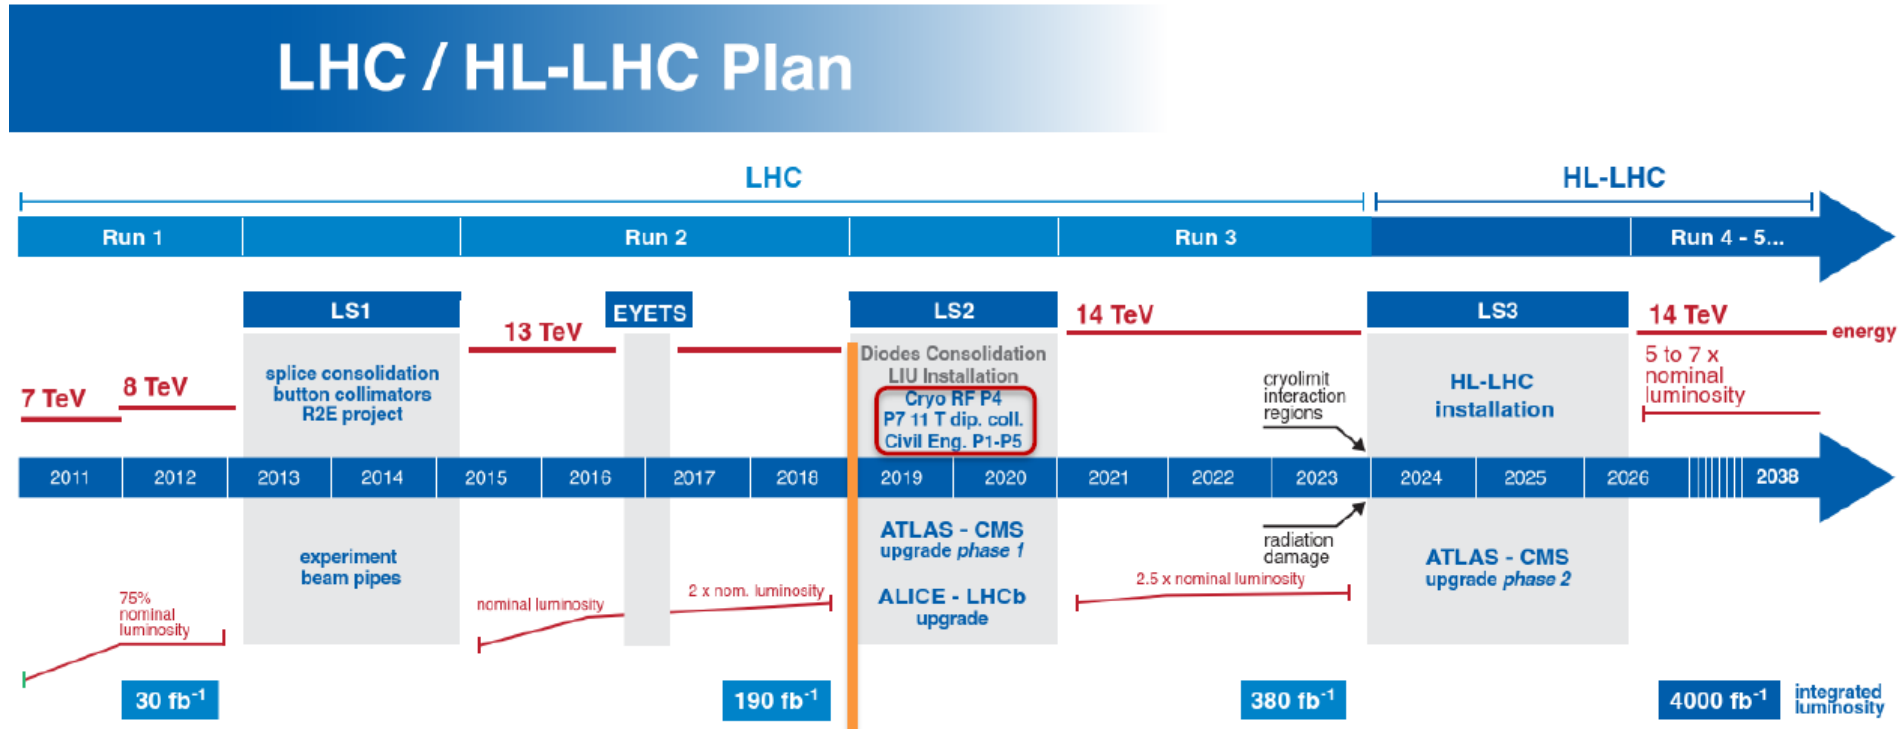 LHC / HL-LHC Plan
LHC
HL-LHC
Run 1
Run 2
Run 3
Run 4 - 5...
LS1
EYETS
LS2
LS3
7 TeV
8 TeV
13 TeV
14 TeV
14 TeV
energy
splice consolidation
button collimators
R2E project
Diodes Consolidation
LIU Installation
Cryo RF P4
P7 11 T dip. coll.
Civil Eng. P1-P5
cryolimit
interaction
regions
HL-LHC
installation
5 to 7 x
nominal
luminosity
2011
2012
2013
2014
2015
2016
2017
2018
2019
2020
2021
2022
2023
2024
2025
2026
2038
experiment
beam pipes
ATLAS - CMS
upgrade phase 1
ALICE - LHCb
upgrade
radiation
damage
ATLAS - CMS
upgrade phase 2
75%
nominal
luminosity
nominal luminosity
2 x nom. luminosity
2.5 x nominal luminosity
30 fb⁻¹
190 fb⁻¹
380 fb⁻¹
4000 fb⁻¹
integrated
luminosity